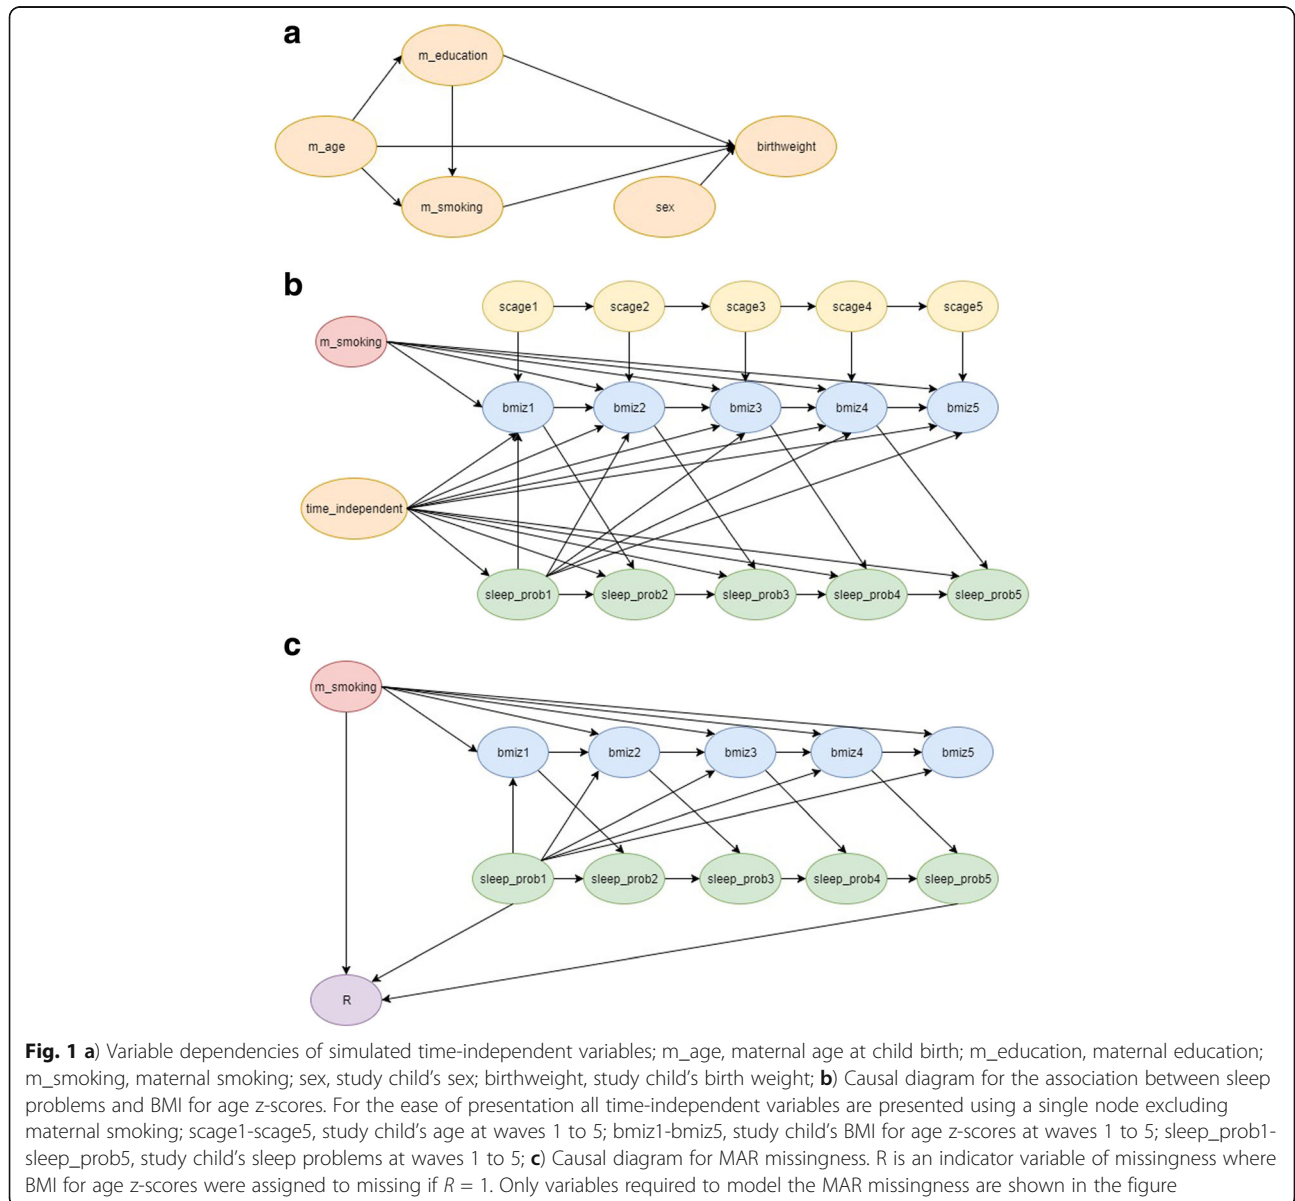 a
m_education
m_age
birthweight
m_smoking
sex
b
scage1 scage2 scage3 scage4 scage5
m_smoking
bmiz1 bmiz2 bmiz3 bmiz4 bmiz5
time_independent
sleep_prob1 sleep_prob2 sleep_prob3 sleep_prob4 sleep_prob5
c
m_smoking
bmiz1 bmiz2 bmiz3 bmiz4 bmiz5
sleep_prob1 sleep_prob2 sleep_prob3 sleep_prob4 sleep_prob5
R
Fig. 1 a) Variable dependencies of simulated time-independent variables; m_age, maternal age at child birth; m_education, maternal education;
m_smoking, maternal smoking; sex, study child's sex; birthweight, study child's birth weight; b) Causal diagram for the association between sleep
problems and BMI for age z-scores. For the ease of presentation all time-independent variables are presented using a single node excluding
maternal smoking; scage1-scage5, study child's age at waves 1 to 5; bmiz1-bmiz5, study child's BMI for age z-scores at waves 1 to 5; sleep_prob1-
sleep_prob5, study child's sleep problems at waves 1 to 5; c) Causal diagram for MAR missingness. R is an indicator variable of missingness where
BMI for age z-scores were assigned to missing if R = 1. Only variables required to model the MAR missingness are shown in the figure